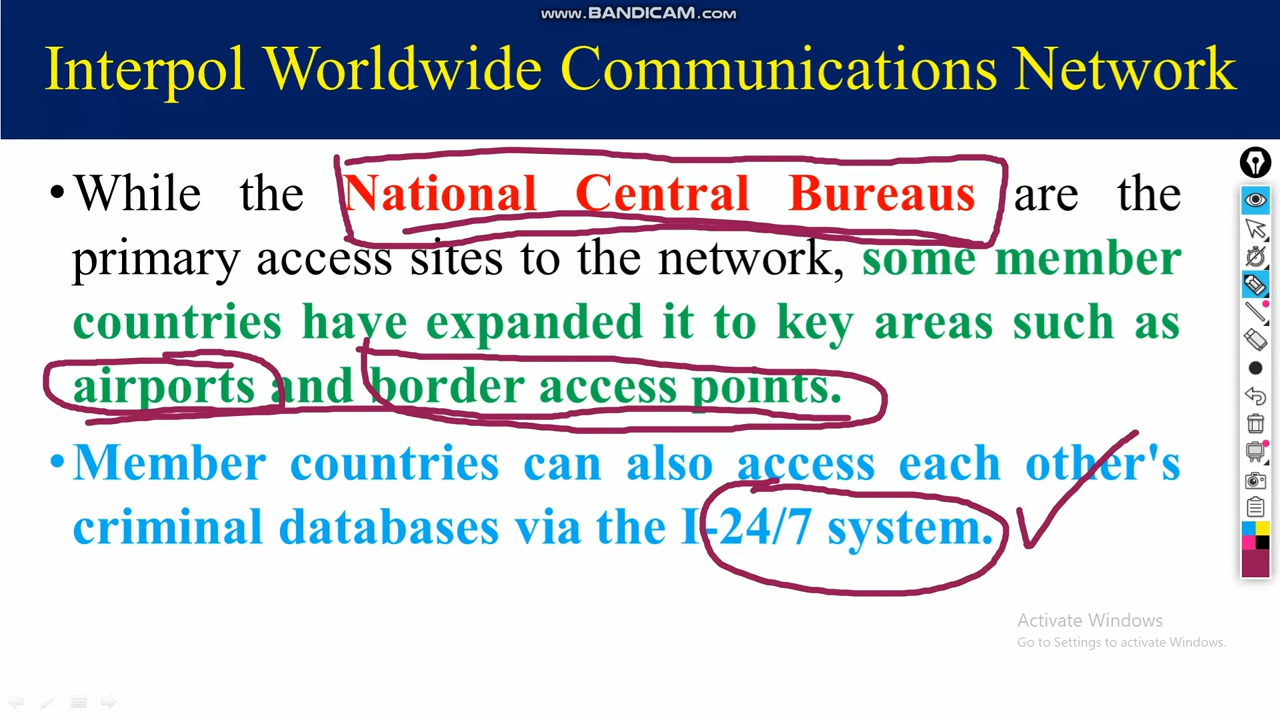 www.BANDICAM.com
Interpol Worldwide Communications Network
•While the National Central Bureaus are the
primary access sites to the network, some member
countries have expanded it to key areas such as
airports and border access points.
•Member countries can also access each other's
criminal databases via the I-24/7 system.
Activate Windows
Go to Settings to activate Windows.